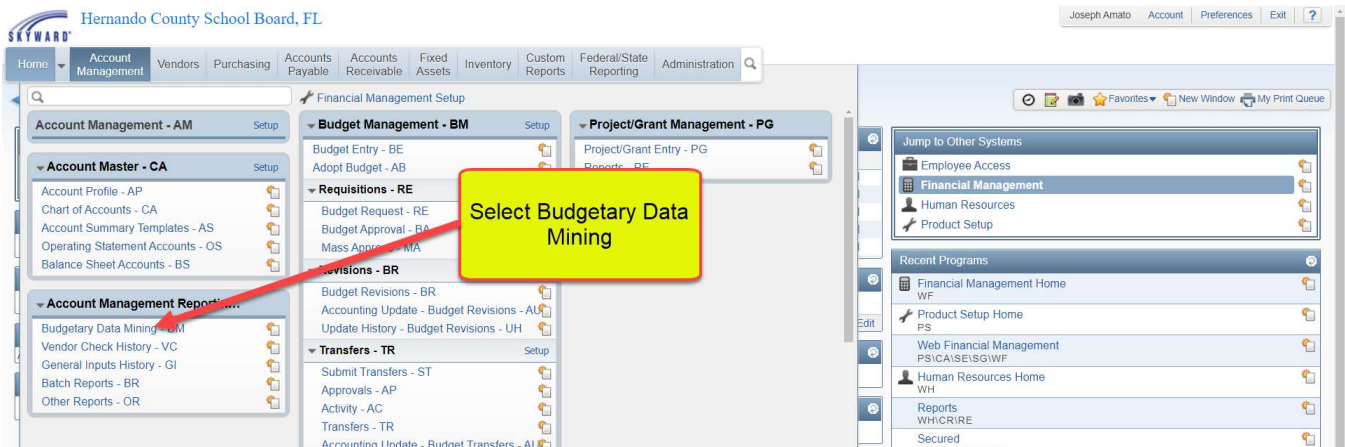 Hernando County School Board, FL
SKYWARD
Joseph Amato Account Preferences Exit ?
Home Account Management Vendors Purchasing Accounts Payable Accounts Receivable Fixed Assets Inventory Custom Reports Federal/State Reporting Administration
Financial Management Setup
Favorites New Window My Print Queue
Account Management - AM Setup
Account Master - CA Setup
Account Profile - AP
Chart of Accounts - CA
Account Summary Templates - AS
Operating Statement Accounts - OS
Balance Sheet Accounts - BS
Account Management Reportin...
Budgetary Data Mining - DM
Vendor Check History - VC
General Inputs History - GI
Batch Reports - BR
Other Reports - OR
Budget Management - BM Setup
Budget Entry - BE
Adopt Budget - AB
Requisitions - RE
Budget Request - RE
Budget Approval - BA
Mass Approval - MA
Revisions - BR
Budget Revisions - BR
Accounting Update - Budget Revisions - AU
Update History - Budget Revisions - UH
Transfers - TR Setup
Submit Transfers - ST
Approvals - AP
Activity - AC
Transfers - TR
Accounting Update - Budget Transfers - AU
Project/Grant Management - PG
Project/Grant Entry - PG
Reports - RE
Select Budgetary Data
Mining
Edit
Jump to Other Systems
Employee Access
Financial Management
Human Resources
Product Setup
Recent Programs
Financial Management Home
WF
Product Setup Home
PS
Web Financial Management
PS\CA\SE\SG\WF
Human Resources Home
WH
Reports
WH\CR\RE
Secured